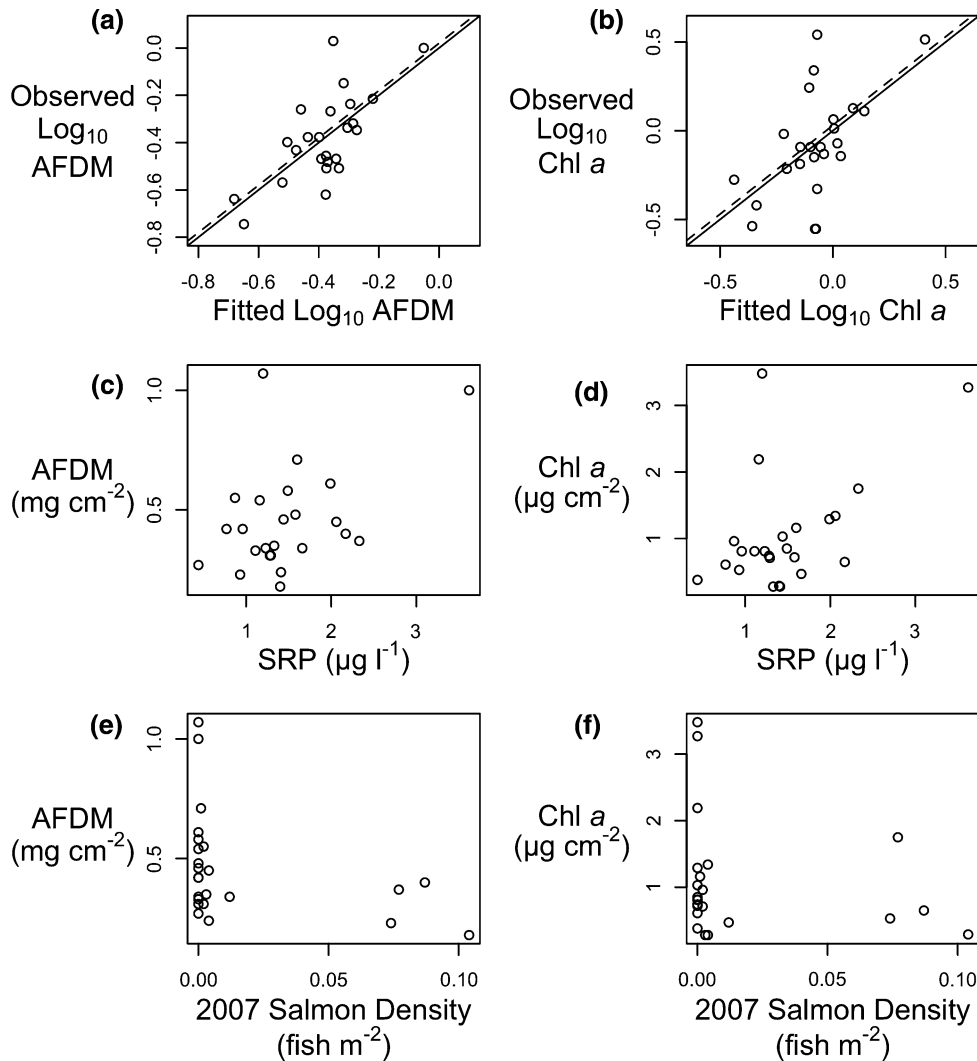 (a)
Observed
Log₁₀
AFDM
0.0
-0.2
-0.4
-0.6
-0.8
-0.8 -0.6 -0.4 -0.2 0.0
Fitted Log₁₀ AFDM
(b)
Observed
Log₁₀
Chl a
0.5
0.0
-0.5
-0.5 0.0 0.5
Fitted Log₁₀ Chl a
(c)
AFDM
(mg cm⁻²)
1.0
0.5
1 2 3
SRP (µg l⁻¹)
(d)
Chl a
(µg cm⁻²)
3
2
1
1 2 3
SRP (µg l⁻¹)
(e)
AFDM
(mg cm⁻²)
1.0
0.5
0.00 0.05 0.10
2007 Salmon Density
(fish m⁻²)
(f)
Chl a
(µg cm⁻²)
3
2
1
0.00 0.05 0.10
2007 Salmon Density
(fish m⁻²)